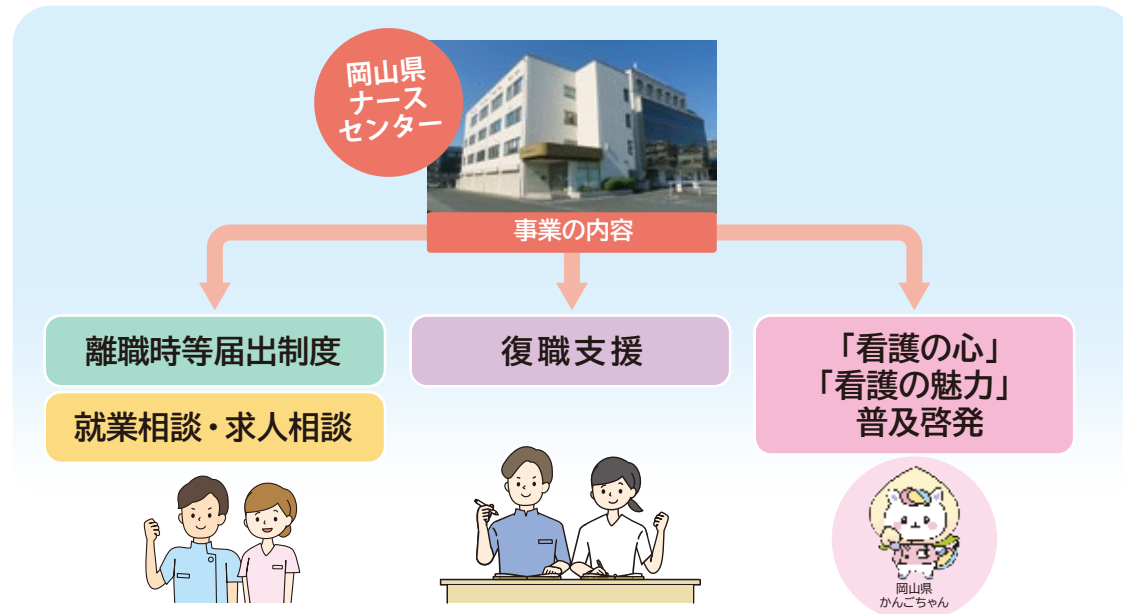 岡山県
ナース
センター
事業の内容
離職時等届出制度
就業相談・求人相談
復職支援
「看護の心」
「看護の魅力」
普及啓発
岡山県
かんごちゃん